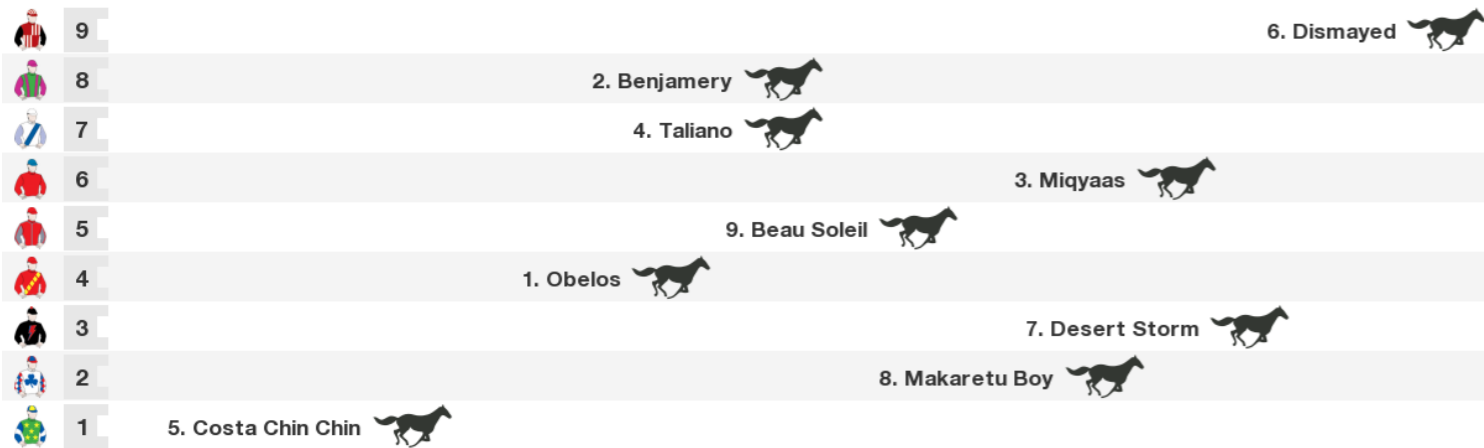 9 6. Dismayed
8 2. Benjamery
7 4. Taliano
6 3. Miqyaas
5 9. Beau Soleil
4 1. Obelos
3 7. Desert Storm
2 8. Makaretu Boy
1 5. Costa Chin Chin